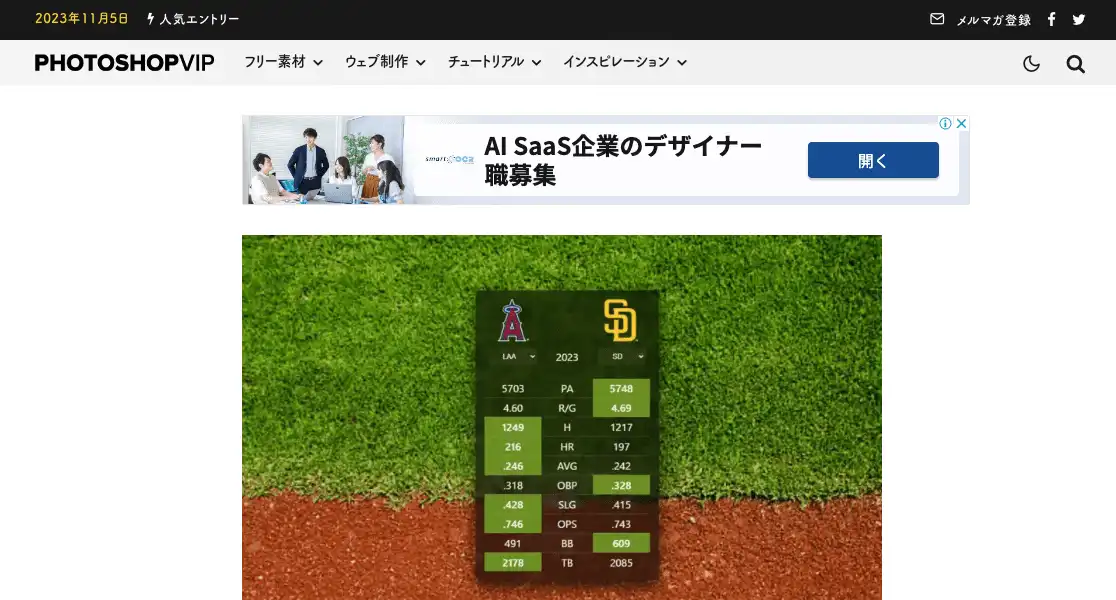 2023年11月5日 人気エントリー メルマガ登録
PHOTOSHOPVIP フリー素材 ウェブ制作 チュートリアル インスピレーション
AI SaaS企業のデザイナー
職募集
開く
A SD
LAA 2023 SD
5703 PA 5748
4.60 R/G 4.69
1249 H 1217
216 HR 197
.246 AVG .242
.318 OBP .328
.428 SLG .415
.746 OPS .743
491 BB 609
2178 TB 2085